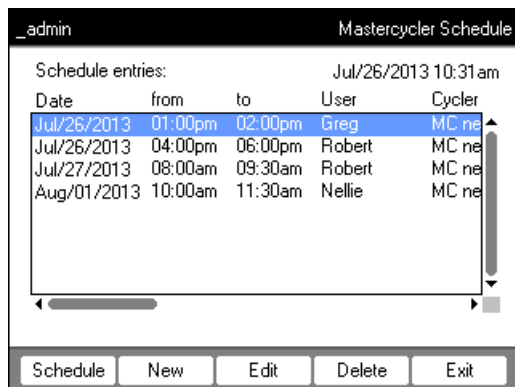 _admin Mastercycler Schedule
Schedule entries: Jul/26/2013 10:31am
Date from to User Cycler
Jul/26/2013 01:00pm 02:00pm Greg MC ne
Jul/26/2013 04:00pm 06:00pm Robert MC ne
Jul/27/2013 08:00am 09:30am Robert MC ne
Aug/01/2013 10:00am 11:30am Nellie MC ne
Schedule New Edit Delete Exit